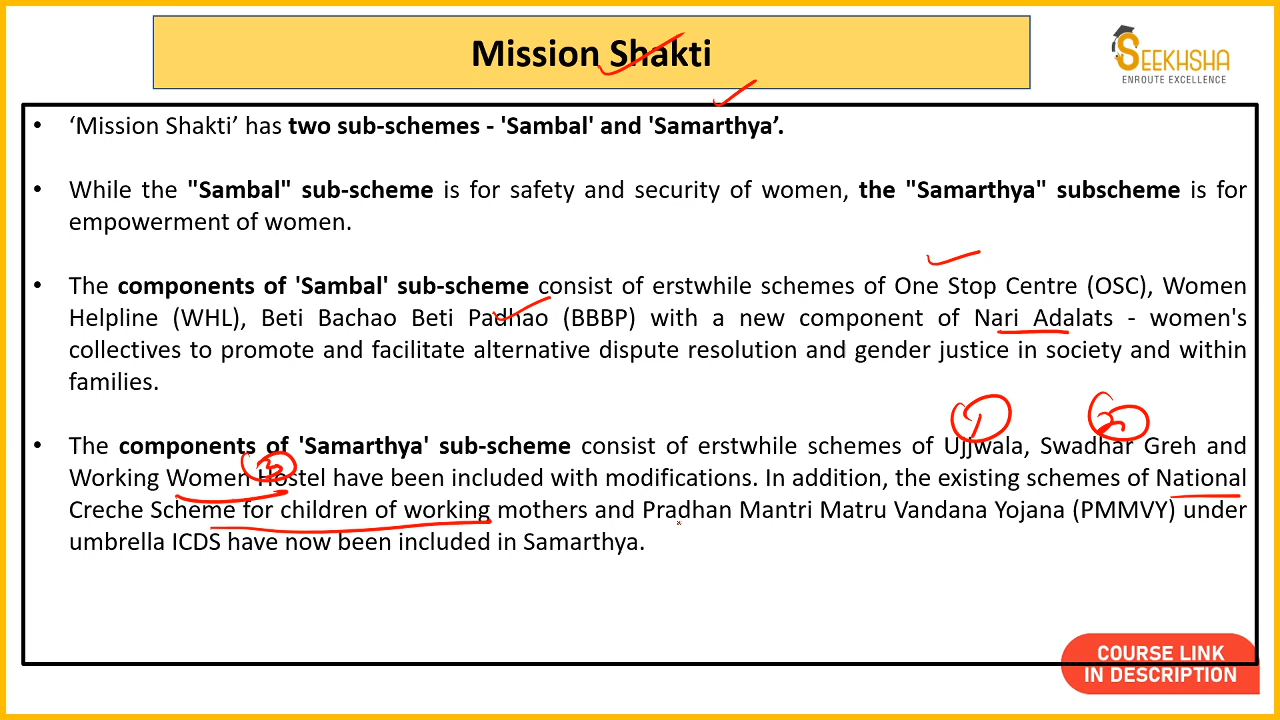 Mission Shakti
SEEKHSHA
ENROUTE EXCELLENCE
• ‘Mission Shakti’ has two sub-schemes - 'Sambal' and 'Samarthya’.
• While the "Sambal" sub-scheme is for safety and security of women, the "Samarthya" subscheme is for
empowerment of women.
• The components of 'Sambal' sub-scheme consist of erstwhile schemes of One Stop Centre (OSC), Women
Helpline (WHL), Beti Bachao Beti Padhao (BBBP) with a new component of Nari Adalats - women's
collectives to promote and facilitate alternative dispute resolution and gender justice in society and within
families.
1 2
• The components of 'Samarthya' sub-scheme consist of erstwhile schemes of Ujjwala, Swadhar Greh and
3
Working Women Hostel have been included with modifications. In addition, the existing schemes of National
Creche Scheme for children of working mothers and Pradhan Mantri Matru Vandana Yojana (PMMVY) under
umbrella ICDS have now been included in Samarthya.
COURSE LINK
IN DESCRIPTION